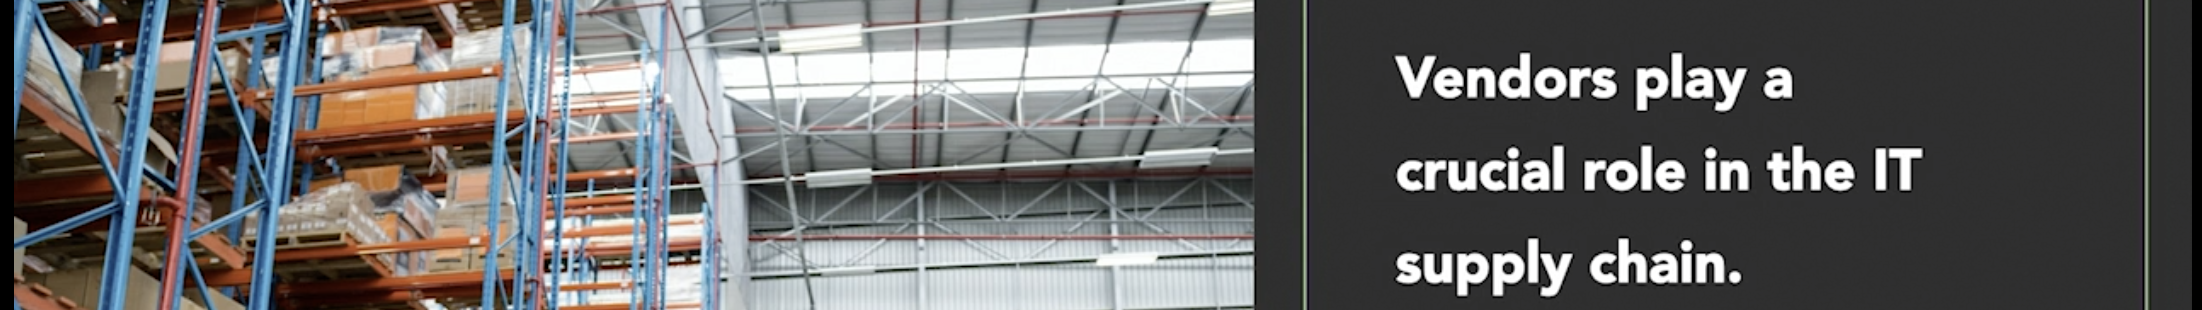 Vendors play a
crucial role in the IT
supply chain.